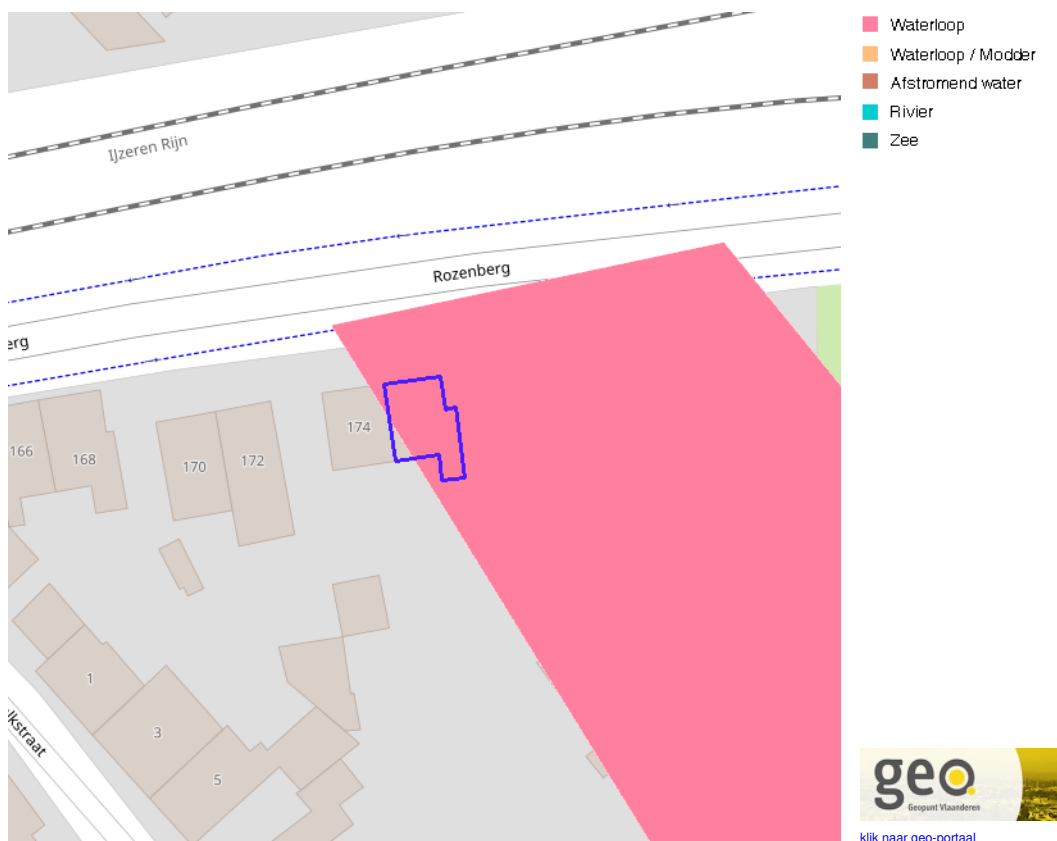 Waterloop
Waterloop / Modder
Afstromend water
Rivier
Zee
IJzeren Rijn
Rozenberg
erg
174
166
168
170
172
1
3
5
lkstraat
geo.
Geopunt Vlaanderen
klik naar geo-portaal